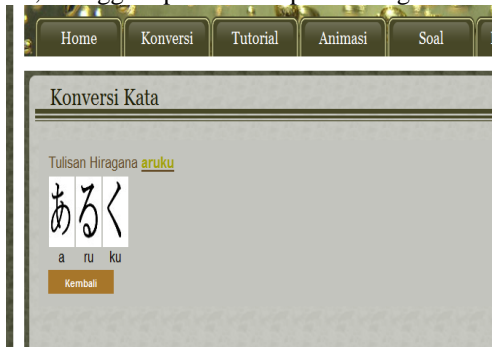 Home Konversi Tutorial Animasi Soal
Konversi Kata
Tulisan Hiragana aruku
あるく
a ru ku
Kembali